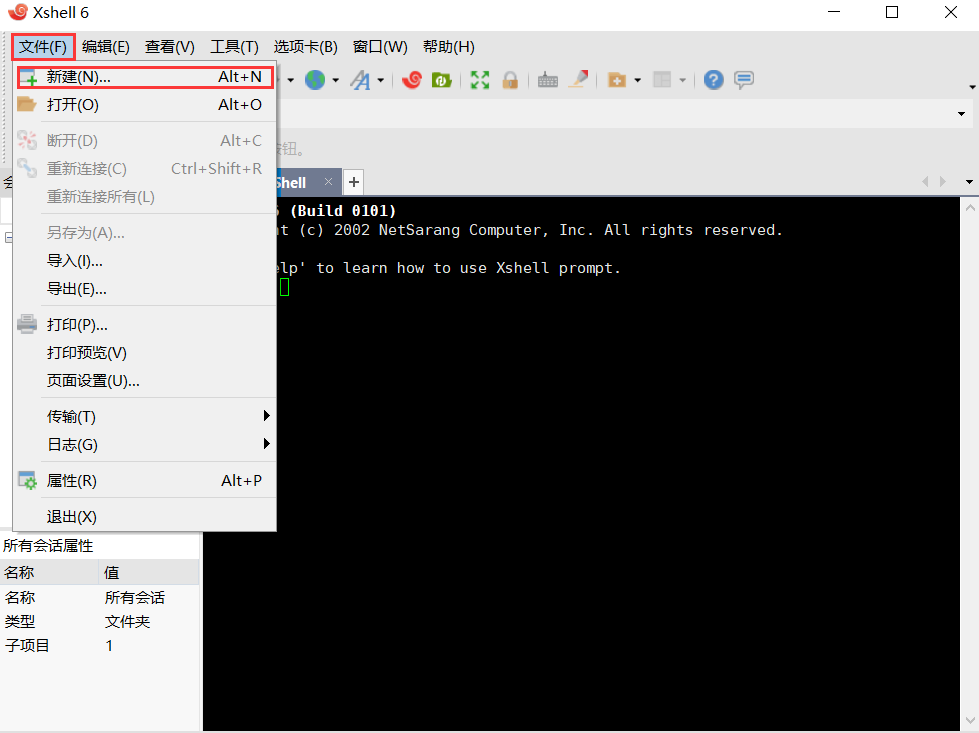 Xshell 6
文件(F) 编辑(E) 查看(V) 工具(T) 选项卡(B) 窗口(W) 帮助(H)
新建(N)... Alt+N
打开(O) Alt+O
断开(D) Alt+C
钮。
重新连接(C) Ctrl+Shift+R
hell × +
重新连接所有(L)
(Build 0101)
另存为(A)...
(c) 2002 NetSarang Computer, Inc. All rights reserved.
导入(I)...
elp' to learn how to use Xshell prompt.
导出(E)...
打印(P)...
打印预览(V)
页面设置(U)...
传输(T)
日志(G)
属性(R) Alt+P
退出(X)
所有会话属性
名称 值
名称 所有会话
类型 文件夹
子项目 1